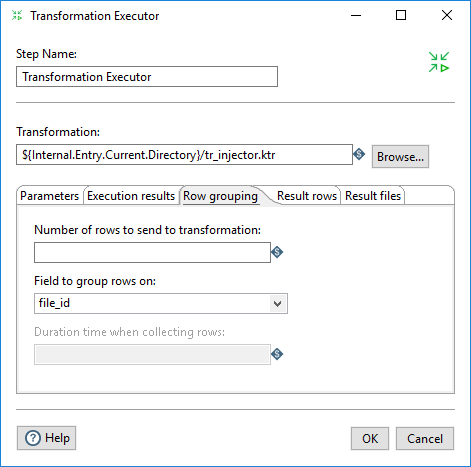 Transformation Executor
Step Name:
Transformation Executor
Transformation:
${Internal.Entry.Current.Directory}/tr_injector.ktr
Browse...
Parameters Execution results Row grouping Result rows Result files
Number of rows to send to transformation:
Field to group rows on:
file_id
Duration time when collecting rows:
Help OK Cancel